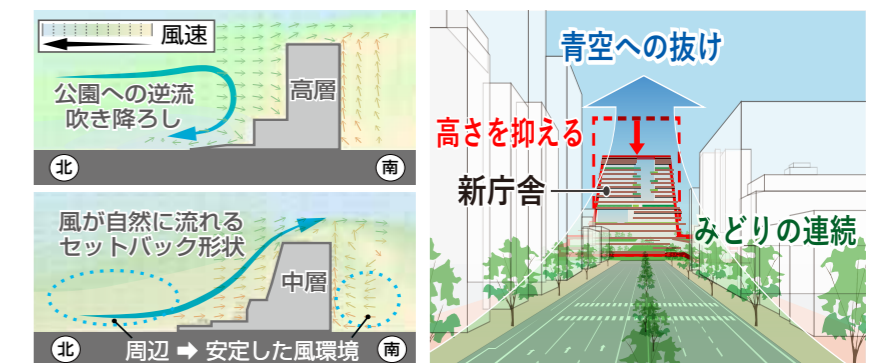 風速
公園への逆流
吹き降ろし
高層
北
南
風が自然に流れる
セットバック形状
中層
北
周辺 ➡ 安定した風環境
南
青空への抜け
高さを抑える
新庁舎
みどりの連続